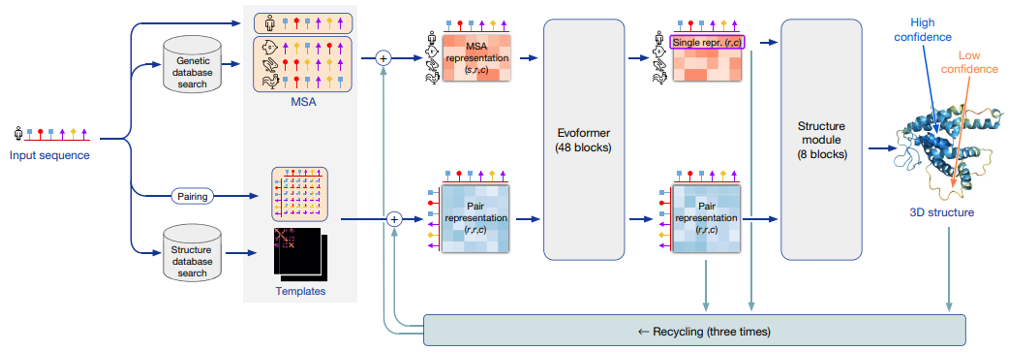 Input sequence
Genetic
database
search
MSA
Pairing
Structure
database
search
Templates
+
+
MSA
representation
(s,r,c)
Pair
representation
(r,r,c)
Evoformer
(48 blocks)
Single repr. (r,c)
Pair
representation
(r,r,c)
Structure
module
(8 blocks)
High
confidence
Low
confidence
3D structure
← Recycling (three times)